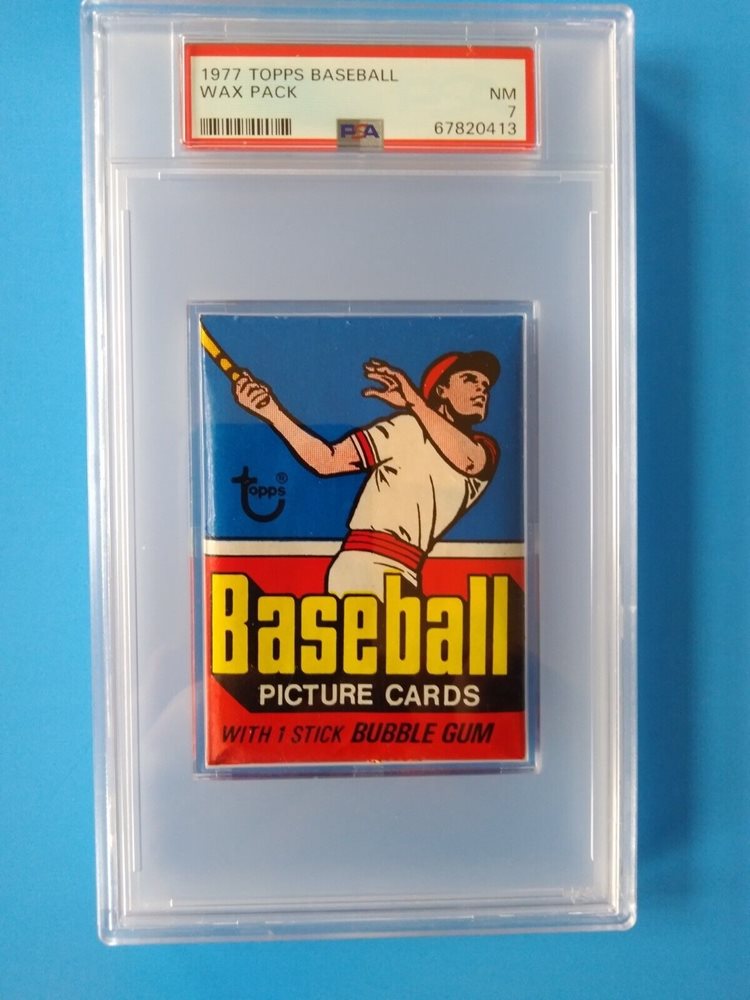 1977 TOPPS BASEBALL
WAX PACK
NM
7
PSA
67820413
topps®
Baseball
PICTURE CARDS
WITH 1 STICK BUBBLE GUM